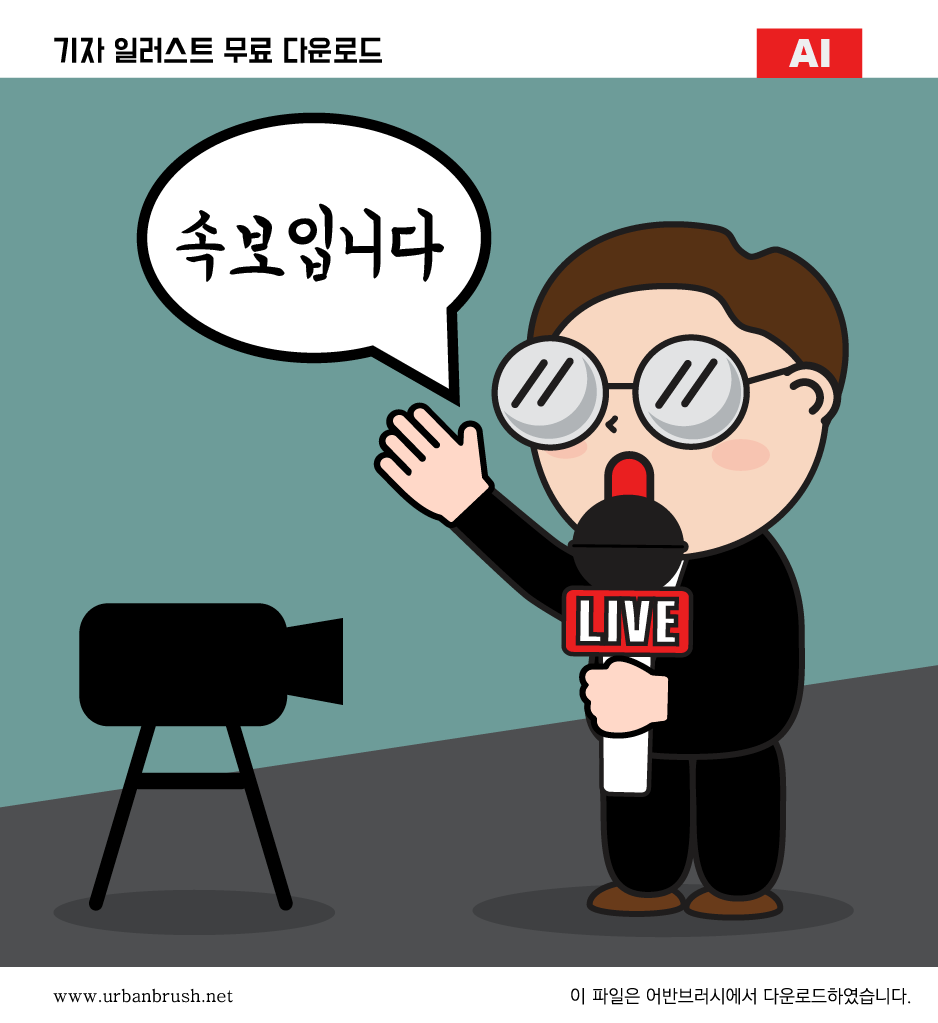 기자 일러스트 무료 다운로드
AI
속보입니다
LIVE
www.urbanbrush.net
이 파일은 어반브러시에서 다운로드하였습니다.